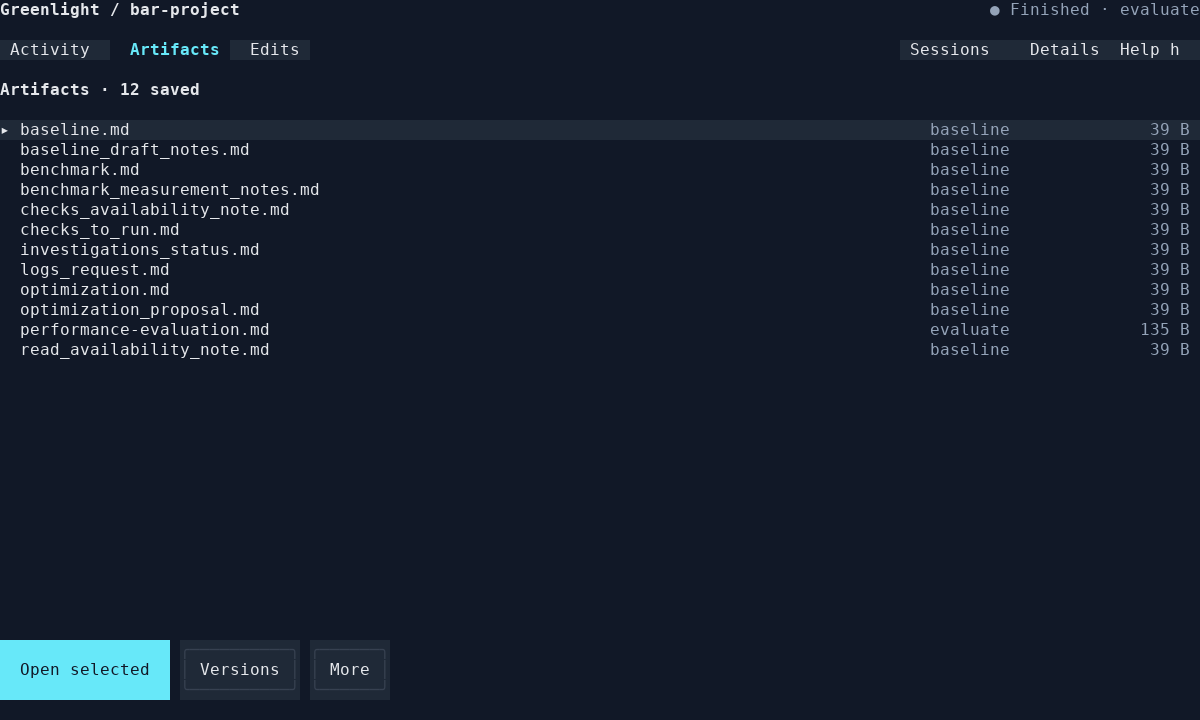 Greenlight / bar-project ● Finished · evaluate
Activity Artifacts Edits Sessions Details Help h
Artifacts · 12 saved
▸ baseline.md baseline 39 B
baseline_draft_notes.md baseline 39 B
benchmark.md baseline 39 B
benchmark_measurement_notes.md baseline 39 B
checks_availability_note.md baseline 39 B
checks_to_run.md baseline 39 B
investigations_status.md baseline 39 B
logs_request.md baseline 39 B
optimization.md baseline 39 B
optimization_proposal.md baseline 39 B
performance-evaluation.md evaluate 135 B
read_availability_note.md baseline 39 B
Open selected Versions More